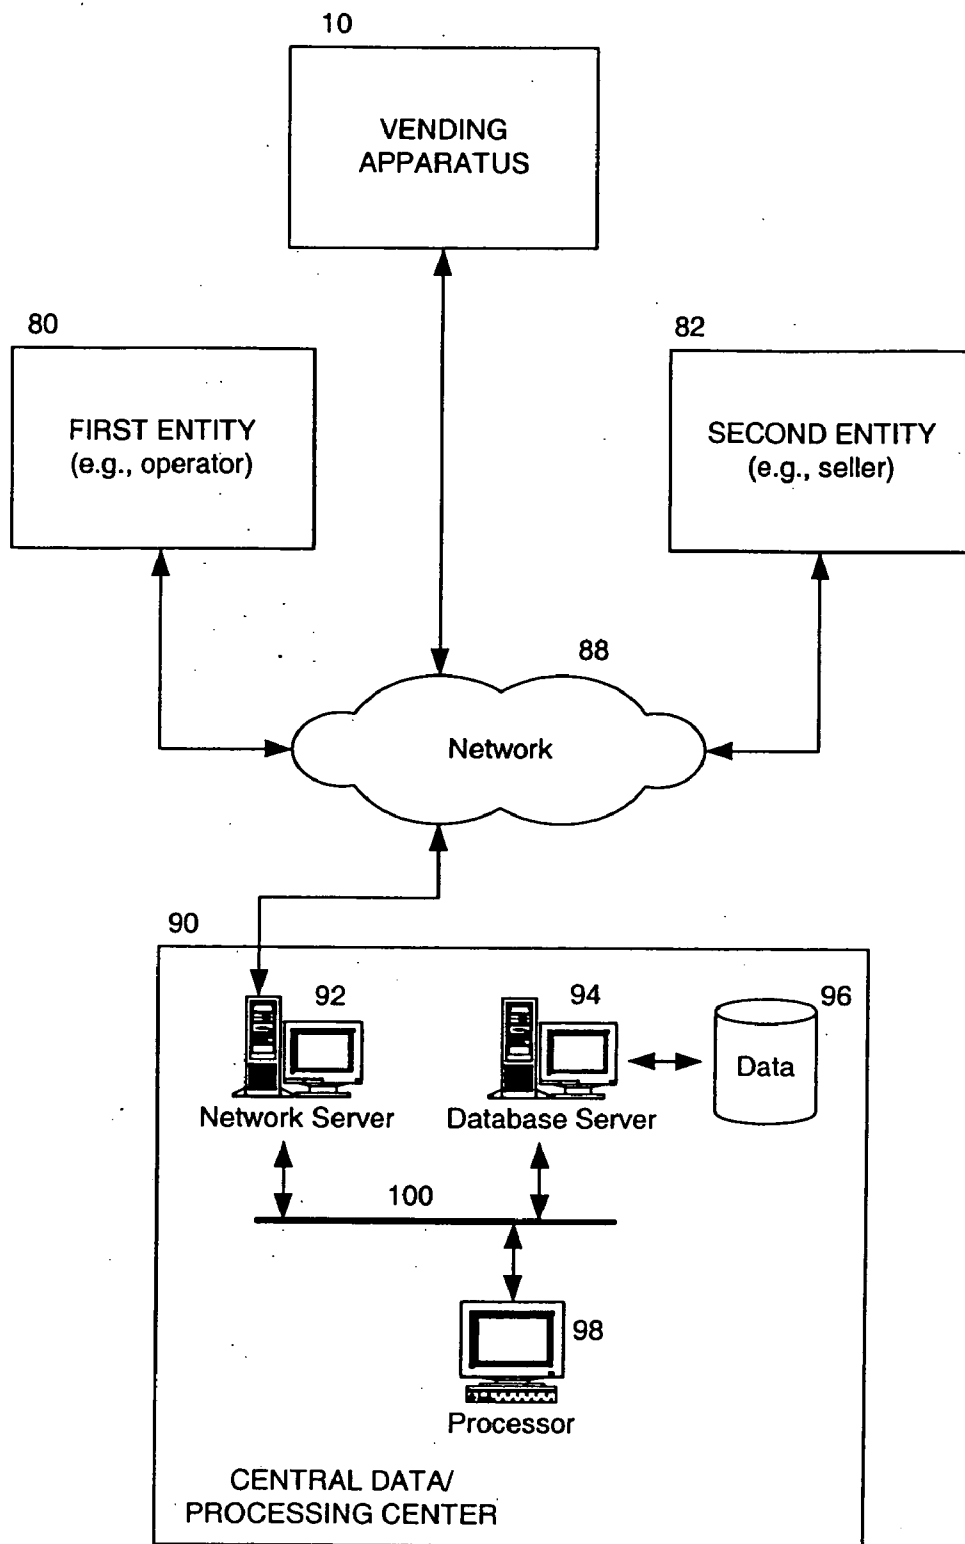 10
VENDING
APPARATUS
80
FIRST ENTITY
(e.g., operator)
82
SECOND ENTITY
(e.g., seller)
88
Network
90
92
Network Server
94
Database Server
96
Data
100
98
Processor
CENTRAL DATA/
PROCESSING CENTER